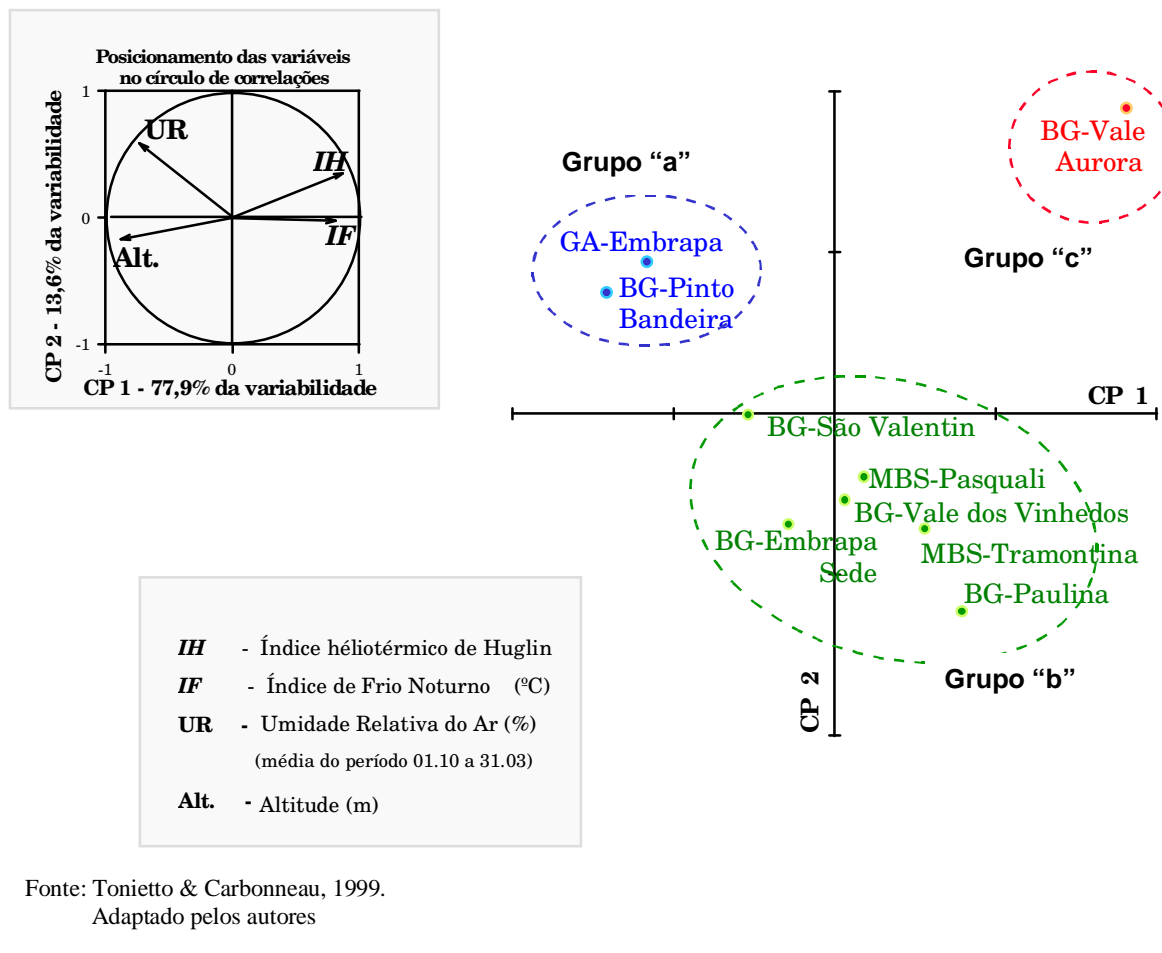 Posicionamento das variáveis
no círculo de correlações
1
0
-1
-1
0
1
UR
IH
IF
Alt.
CP 2 - 13,6% da variabilidade
CP 1 - 77,9% da variabilidade
Grupo “a”
GA-Embrapa
BG-Pinto
Bandeira
BG-Vale
Aurora
Grupo “c”
CP 1
BG-São Valentin
MBS-Pasquali
BG-Vale dos Vinhedos
BG-Embrapa
Sede
MBS-Tramontina
BG-Paulina
Grupo “b”
CP 2
IH - Índice héliotérmico de Huglin
IF - Índice de Frio Noturno (ºC)
UR - Umidade Relativa do Ar (%)
(média do período 01.10 a 31.03)
Alt. - Altitude (m)
Fonte: Tonietto & Carbonneau, 1999.
Adaptado pelos autores